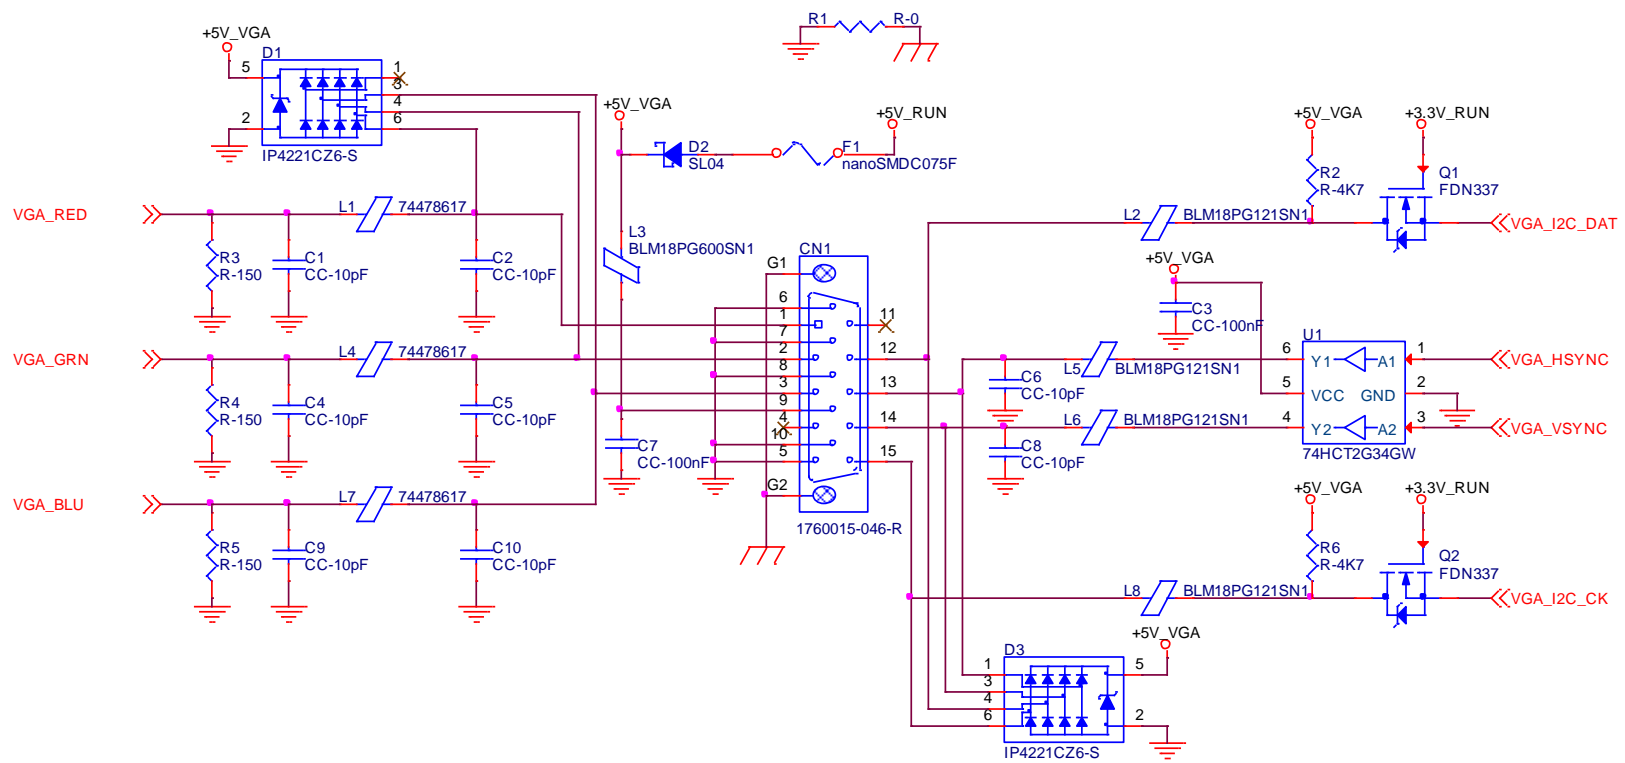 R1 R-0
+5V_VGA
D1
5 1
3
4
2 6
IP4221CZ6-S
+5V_VGA
+5V_RUN
D2
SL04
F1
nanoSMDC075F
+5V_VGA
+3.3V_RUN
R2
R-4K7
Q1
FDN337
VGA_RED
L1 74478617
L2 BLM18PG121SN1
VGA_I2C_DAT
L3
BLM18PG600SN1
R3
R-150
C1
CC-10pF
C2
CC-10pF
CN1
G1
6
1
7
2
8
3
9
4
10
5
G2
11
12
13
14
15
1760015-046-R
+5V_VGA
C3
CC-100nF
U1
6 Y1 A1 1
5 VCC GND 2
4 Y2 A2 3
74HCT2G34GW
VGA_HSYNC
VGA_VSYNC
VGA_GRN
L4 74478617
L5 BLM18PG121SN1
C6
CC-10pF
L6 BLM18PG121SN1
C8
CC-10pF
R4
R-150
C4
CC-10pF
C5
CC-10pF
C7
CC-100nF
VGA_BLU
L7 74478617
R5
R-150
C9
CC-10pF
C10
CC-10pF
+5V_VGA
+3.3V_RUN
R6
R-4K7
Q2
FDN337
L8 BLM18PG121SN1
VGA_I2C_CK
+5V_VGA
D3
1 5
3
4
6 2
IP4221CZ6-S